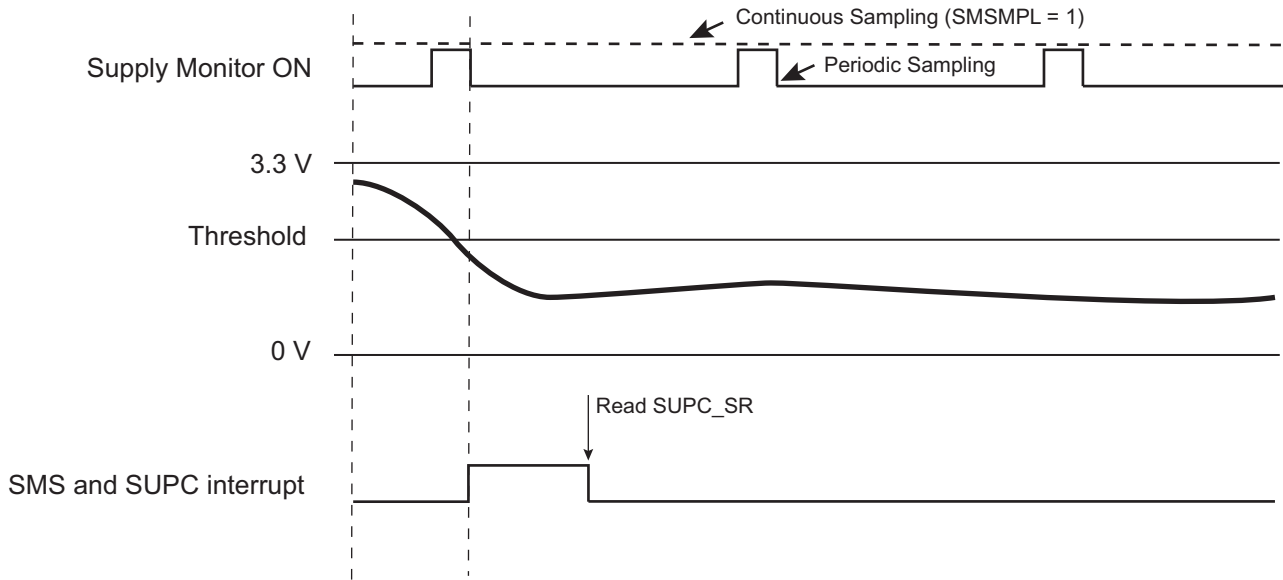 Continuous Sampling (SMSMPL = 1)
Supply Monitor ON
Periodic Sampling
3.3 V
Threshold
0 V
Read SUPC_SR
SMS and SUPC interrupt